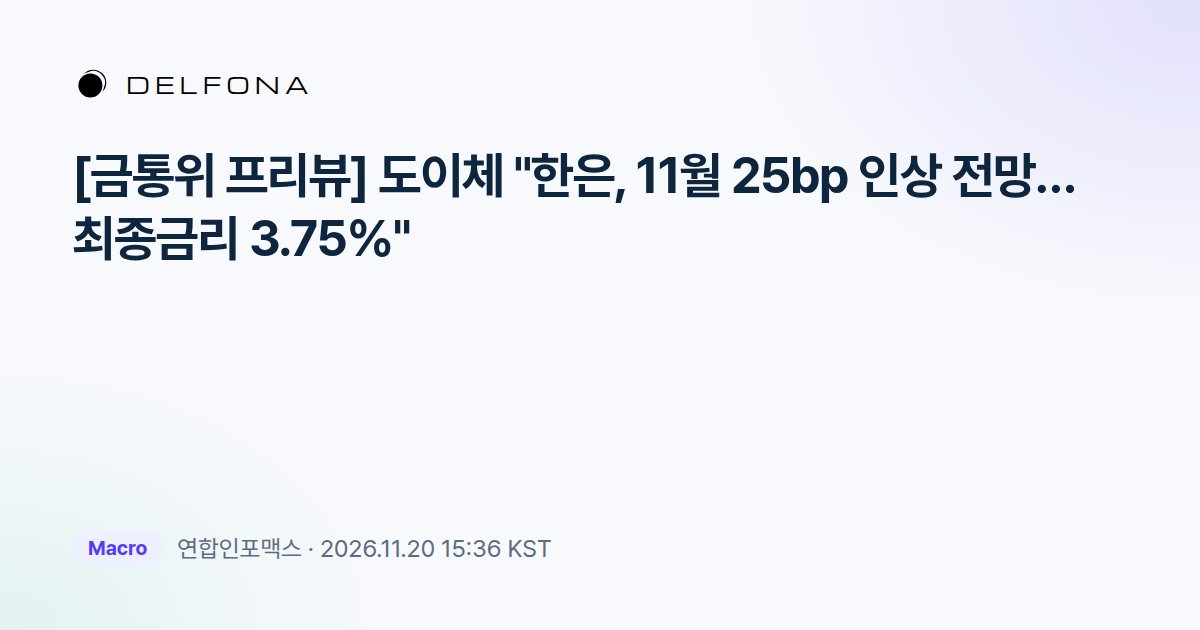 DELFONA
[금통위 프리뷰] 도이체 "한은, 11월 25bp 인상 전망…
최종금리 3.75%"
Macro 연합인포맥스 · 2026.11.20 15:36 KST